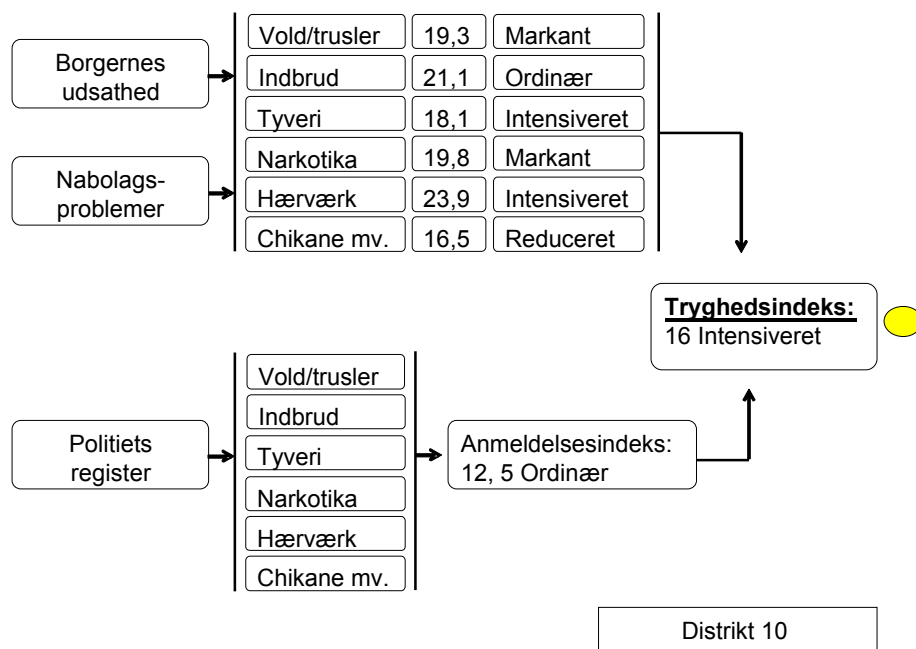 Borgernes
udsathed
Nabolags-
problemer
Vold/trusler 19,3 Markant
Indbrud 21,1 Ordinær
Tyveri 18,1 Intensiveret
Narkotika 19,8 Markant
Hærværk 23,9 Intensiveret
Chikane mv. 16,5 Reduceret
Tryghedsindeks:
16 Intensiveret
Politiets
register
Vold/trusler
Indbrud
Tyveri
Narkotika
Hærværk
Chikane mv.
Anmeldelsesindeks:
12, 5 Ordinær
Distrikt 10